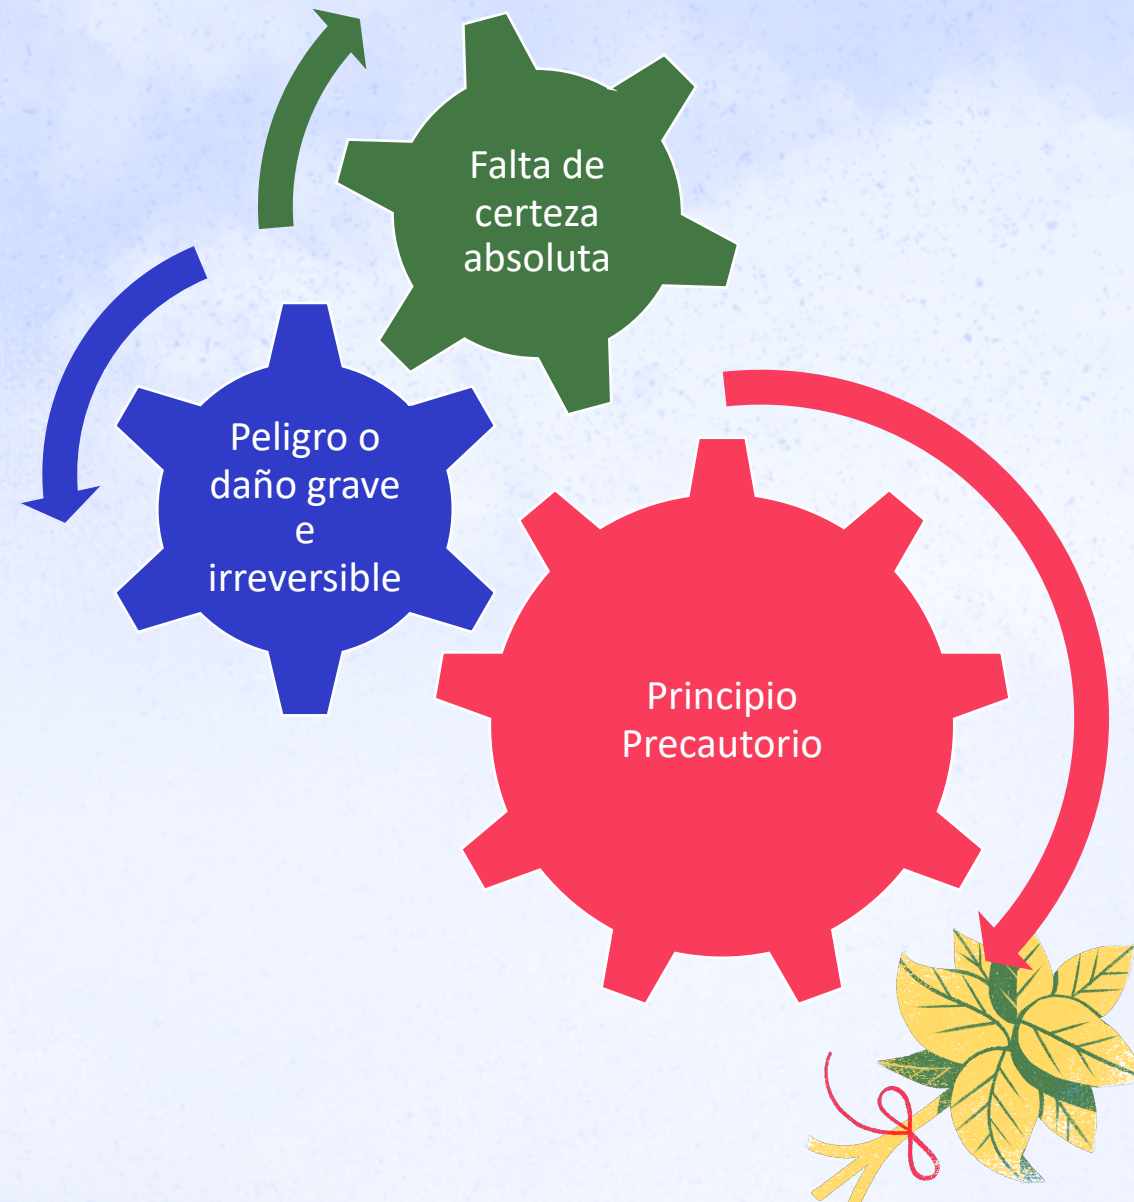 Falta de
certeza
absoluta
Peligro o
daño grave
e
irreversible
Principio
Precautorio